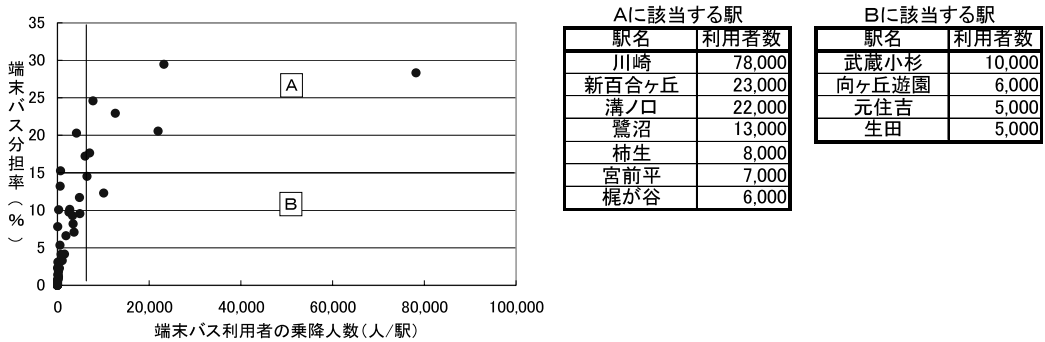 端末バス分担率(%)
35
30
25
20
15
10
5
0
A
B
0 20,000 40,000 60,000 80,000 100,000
端末バス利用者の乗降人数(人/駅)
Aに該当する駅
駅名 利用者数
川崎 78,000
新百合ヶ丘 23,000
溝ノ口 22,000
鷺沼 13,000
柿生 8,000
宮前平 7,000
梶が谷 6,000
Bに該当する駅
駅名 利用者数
武蔵小杉 10,000
向ヶ丘遊園 6,000
元住吉 5,000
生田 5,000